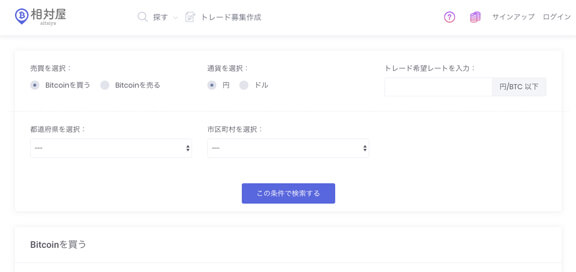 相対屋
aitaiya
探す
トレード募集作成
サインアップ
ログイン
売買を選択：
Bitcoinを買う
Bitcoinを売る
通貨を選択：
円
ドル
トレード希望レートを入力：
円/BTC 以下
都道府県を選択：
---
市区町村を選択：
---
この条件で検索する
Bitcoinを買う